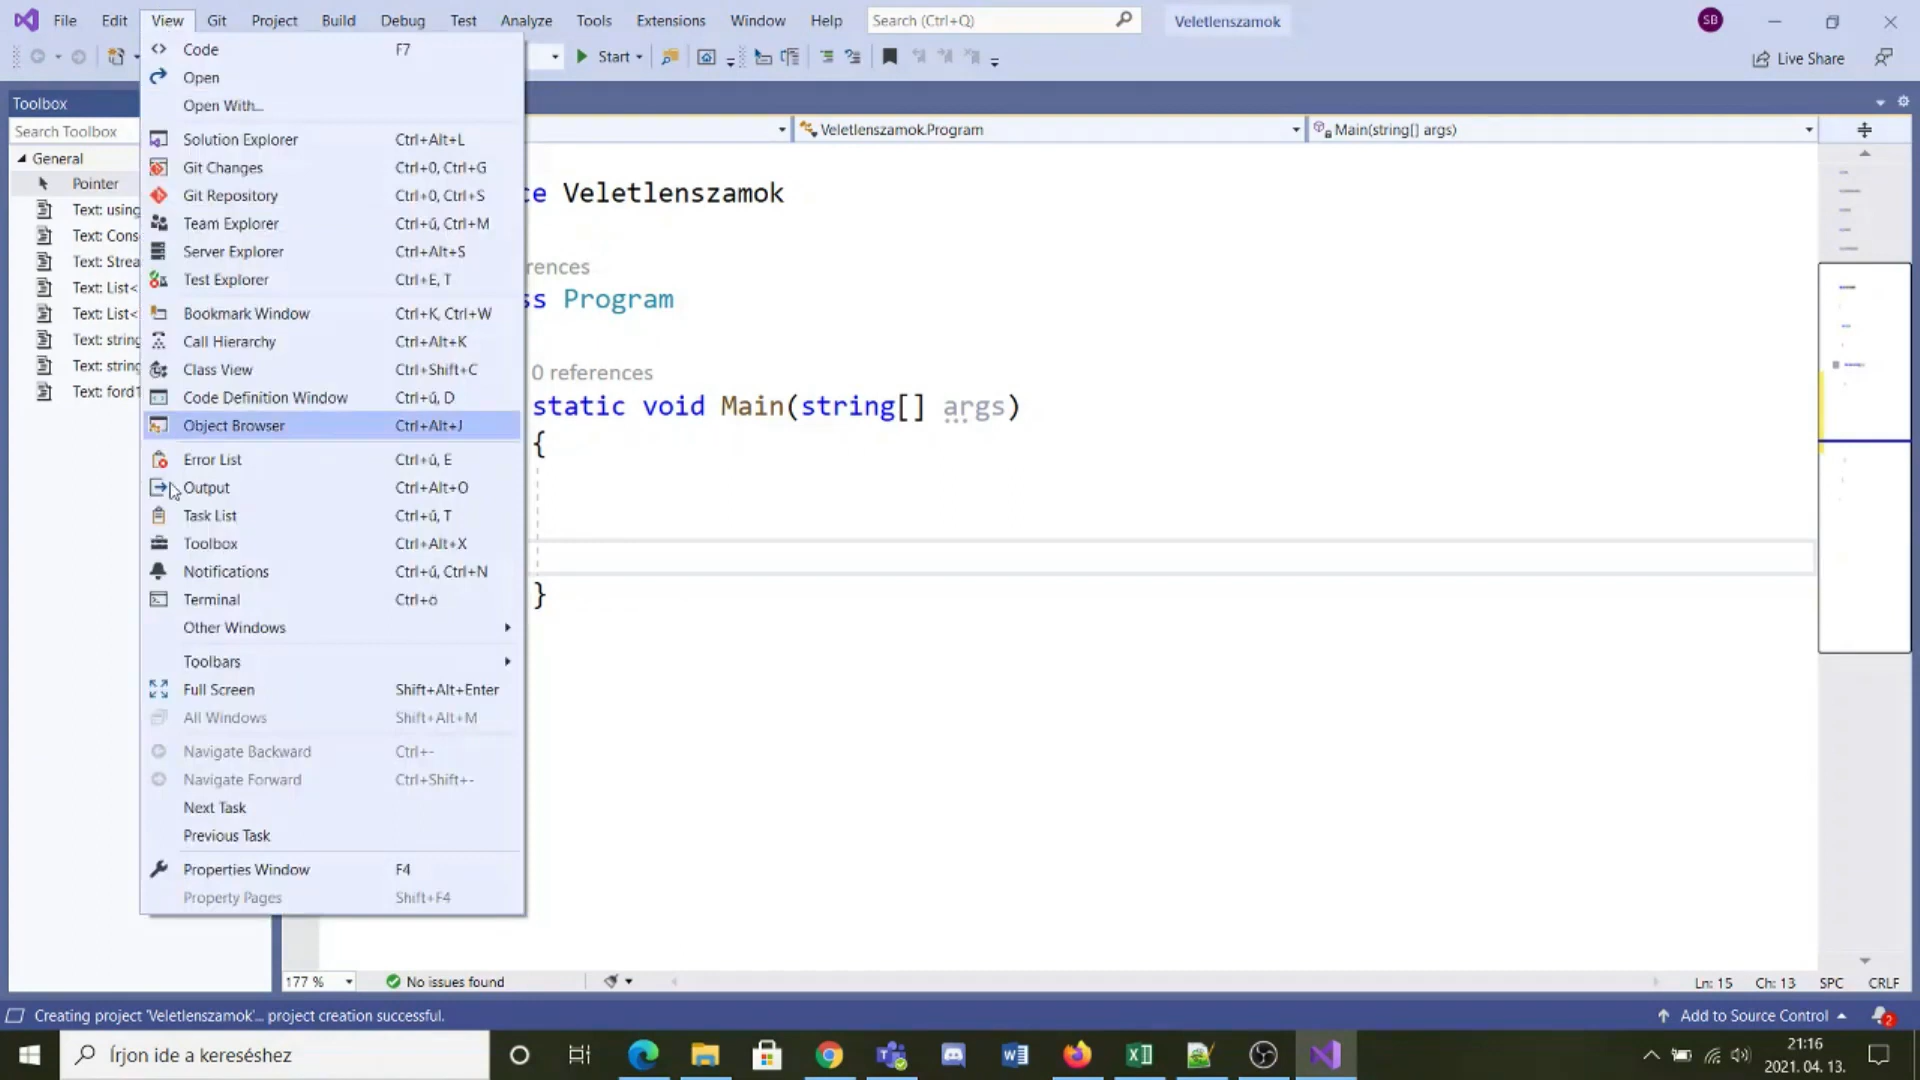 File Edit View Git Project Build Debug Test Analyze Tools Extensions Window Help Search (Ctrl+Q) Veletlenszamok SB
Start Live Share
Code F7
Open
Open With...
Solution Explorer Ctrl+Alt+L
Git Changes Ctrl+0, Ctrl+G
Git Repository Ctrl+0, Ctrl+S
Team Explorer Ctrl+ű, Ctrl+M
Server Explorer Ctrl+Alt+S
Test Explorer Ctrl+E, T
Bookmark Window Ctrl+K, Ctrl+W
Call Hierarchy Ctrl+Alt+K
Class View Ctrl+Shift+C
Code Definition Window Ctrl+ű, D
Object Browser Ctrl+Alt+J
Error List Ctrl+ű, E
Output Ctrl+Alt+O
Task List Ctrl+ű, T
Toolbox Ctrl+Alt+X
Notifications Ctrl+ű, Ctrl+N
Terminal Ctrl+ö
Other Windows
Toolbars
Full Screen Shift+Alt+Enter
All Windows Shift+Alt+M
Navigate Backward Ctrl+-
Navigate Forward Ctrl+Shift+-
Next Task
Previous Task
Properties Window F4
Property Pages Shift+F4
Toolbox
Search Toolbox
General
Pointer
Text: using
Text: Cons
Text: Strea
Text: List<
Text: List<
Text: string
Text: string
Text: ford1
Veletlenszamok.Program Main(string[] args)
ce Veletlenszamok
rences
ss Program
0 references
static void Main(string[] args)
{
}
177 % No issues found Ln: 15 Ch: 13 SPC CRLF
Creating project 'Veletlenszamok'... project creation successful. Add to Source Control 2
Írjon ide a kereséshez
21:16
2021. 04. 13.